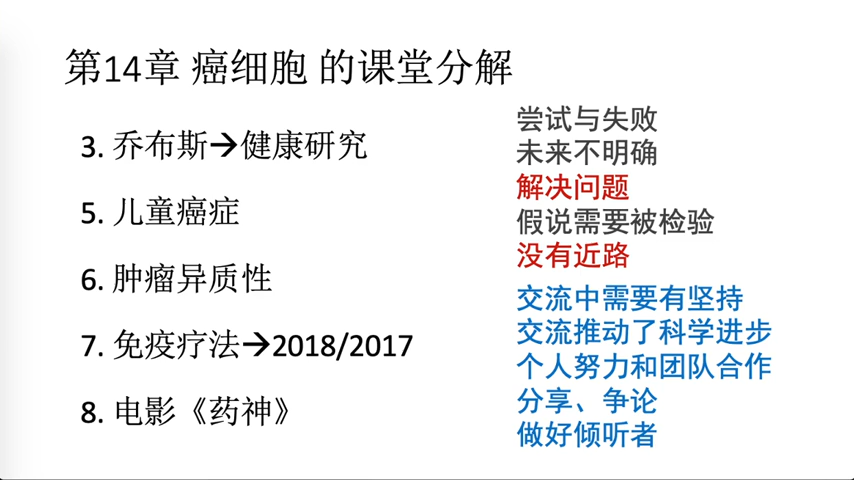 第14章 癌细胞 的课堂分解
3. 乔布斯→健康研究
5. 儿童癌症
6. 肿瘤异质性
7. 免疫疗法→2018/2017
8. 电影《药神》
尝试与失败
未来不明确
解决问题
假说需要被检验
没有近路
交流中需要有坚持
交流推动了科学进步
个人努力和团队合作
分享、争论
做好倾听者